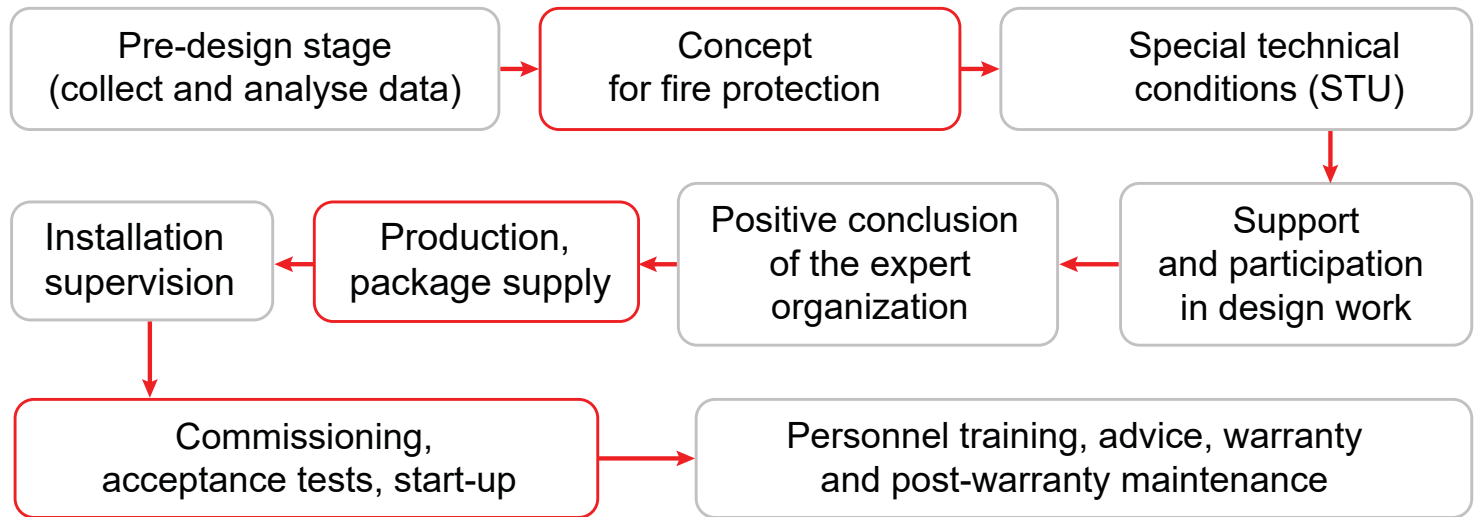 Pre-design stage
(collect and analyse data)
Concept
for fire protection
Special technical
conditions (STU)
Support
and participation
in design work
Positive conclusion
of the expert
organization
Production,
package supply
Installation
supervision
Commissioning,
acceptance tests, start-up
Personnel training, advice, warranty
and post-warranty maintenance